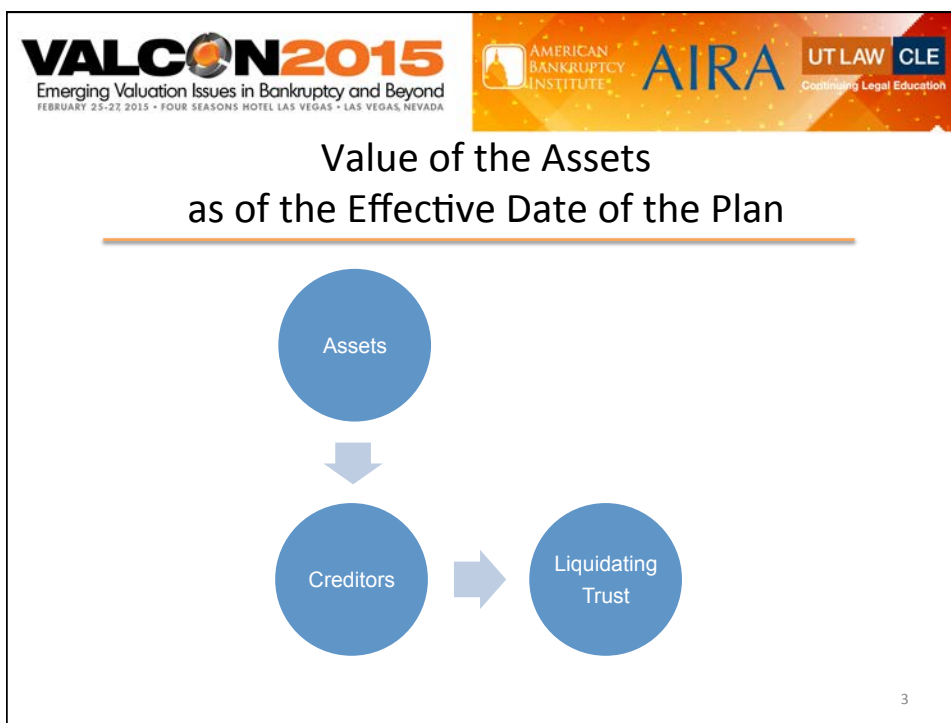 VALCON2015
Emerging Valuation Issues in Bankruptcy and Beyond
FEBRUARY 25-27, 2015 • FOUR SEASONS HOTEL LAS VEGAS • LAS VEGAS, NEVADA
AMERICAN
BANKRUPTCY
INSTITUTE
AIRA
UT LAW CLE
Continuing Legal Education
Value of the Assets
as of the Effective Date of the Plan
Assets
Creditors
Liquidating
Trust
3